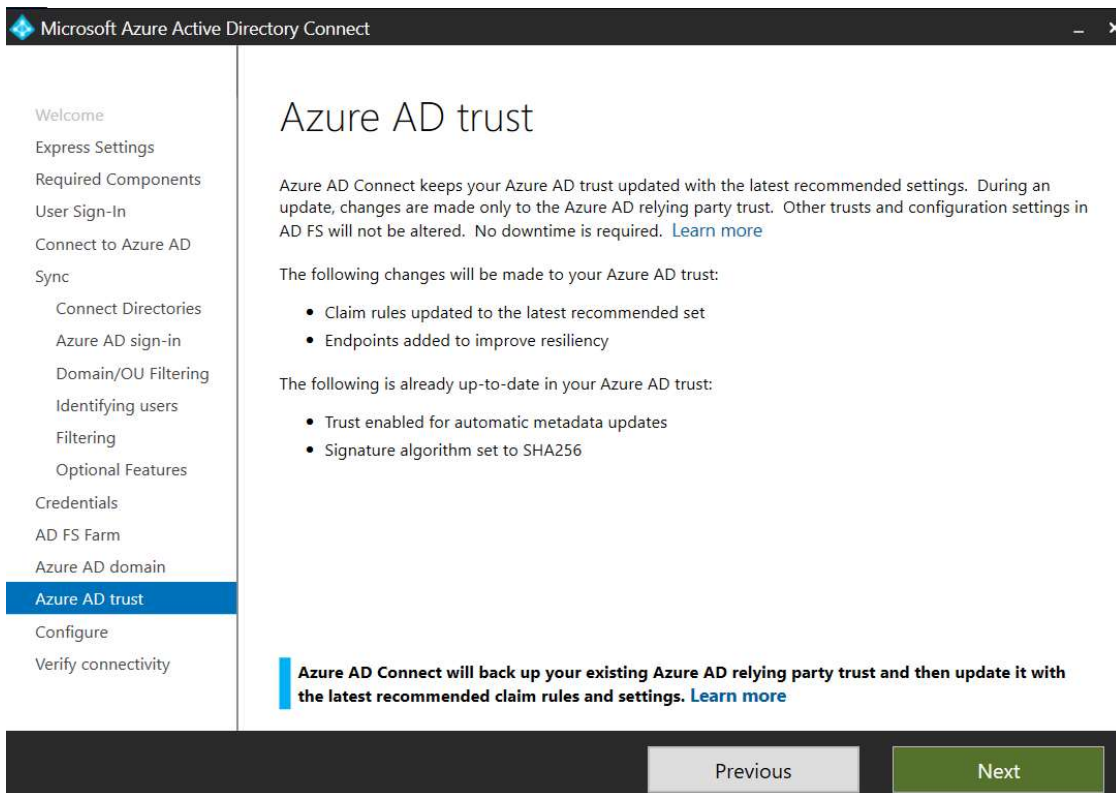 Microsoft Azure Active Directory Connect
Welcome
Express Settings
Required Components
User Sign-In
Connect to Azure AD
Sync
Connect Directories
Azure AD sign-in
Domain/OU Filtering
Identifying users
Filtering
Optional Features
Credentials
AD FS Farm
Azure AD domain
Azure AD trust
Configure
Verify connectivity
Azure AD trust
Azure AD Connect keeps your Azure AD trust updated with the latest recommended settings. During an
update, changes are made only to the Azure AD relying party trust. Other trusts and configuration settings in
AD FS will not be altered. No downtime is required. Learn more
The following changes will be made to your Azure AD trust:
• Claim rules updated to the latest recommended set
• Endpoints added to improve resiliency
The following is already up-to-date in your Azure AD trust:
• Trust enabled for automatic metadata updates
• Signature algorithm set to SHA256
Azure AD Connect will back up your existing Azure AD relying party trust and then update it with
the latest recommended claim rules and settings. Learn more
Previous
Next